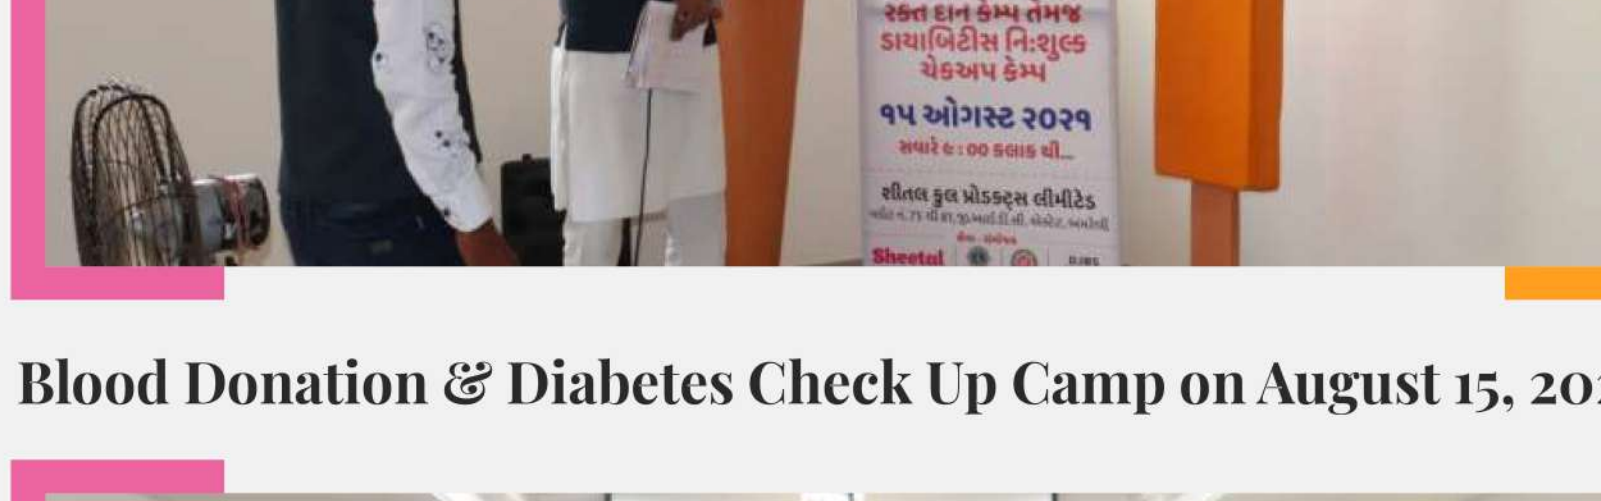 રક્ત દાન કેમ્પ તેમજ
ડાયાબિટીસ નિ:શુલ્ક
ચેકઅપ કેમ્પ
૧૫ ઓગસ્ટ ૨૦૨૧
સવારે ૯:૦૦ કલાક થી...
શીતલ કુલ પ્રોડક્ટ્સ લીમીટેડ
Sheetal
Blood Donation & Diabetes Check Up Camp on August 15, 202